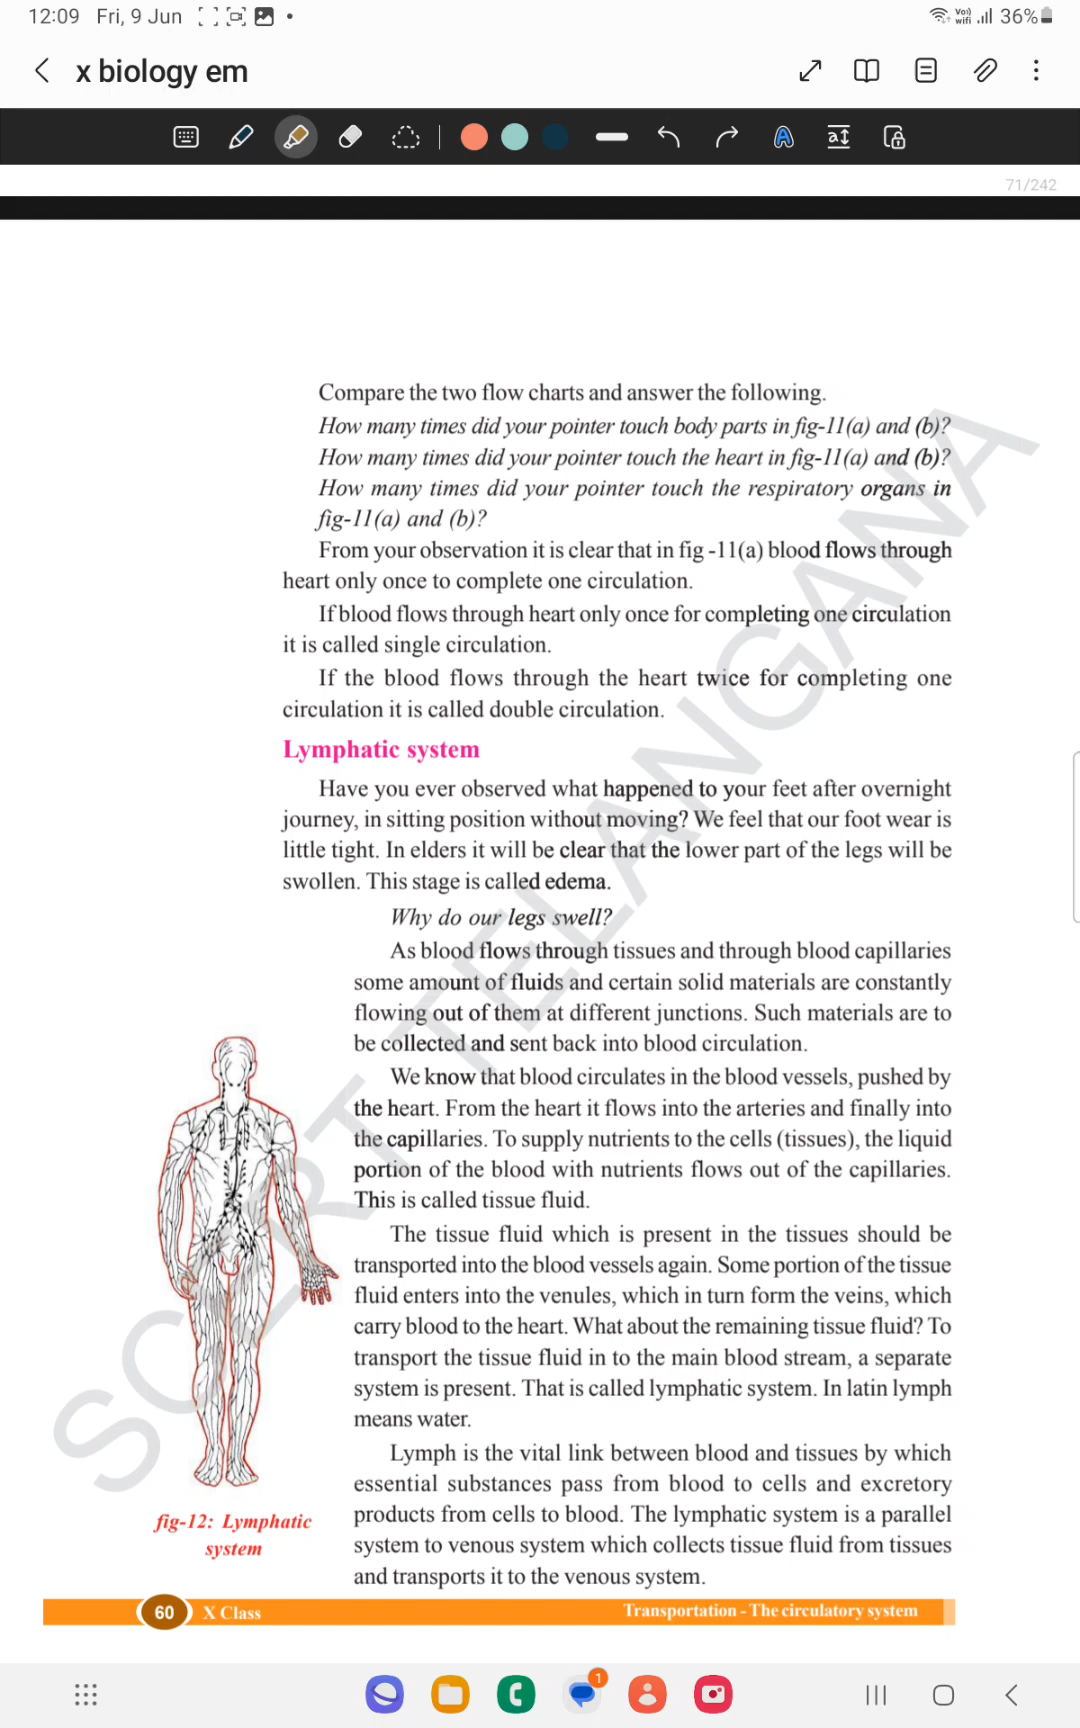 12:09 Fri, 9 Jun
Vo) wifi 36%
x biology em
71/242
Compare the two flow charts and answer the following.
How many times did your pointer touch body parts in fig-11(a) and (b)?
How many times did your pointer touch the heart in fig-11(a) and (b)?
How many times did your pointer touch the respiratory organs in
fig-11(a) and (b)?
From your observation it is clear that in fig -11(a) blood flows through
heart only once to complete one circulation.
If blood flows through heart only once for completing one circulation
it is called single circulation.
If the blood flows through the heart twice for completing one
circulation it is called double circulation.
Lymphatic system
Have you ever observed what happened to your feet after overnight
journey, in sitting position without moving? We feel that our foot wear is
little tight. In elders it will be clear that the lower part of the legs will be
swollen. This stage is called edema.
Why do our legs swell?
As blood flows through tissues and through blood capillaries
some amount of fluids and certain solid materials are constantly
flowing out of them at different junctions. Such materials are to
be collected and sent back into blood circulation.
We know that blood circulates in the blood vessels, pushed by
the heart. From the heart it flows into the arteries and finally into
the capillaries. To supply nutrients to the cells (tissues), the liquid
portion of the blood with nutrients flows out of the capillaries.
This is called tissue fluid.
The tissue fluid which is present in the tissues should be
transported into the blood vessels again. Some portion of the tissue
fluid enters into the venules, which in turn form the veins, which
carry blood to the heart. What about the remaining tissue fluid? To
transport the tissue fluid in to the main blood stream, a separate
system is present. That is called lymphatic system. In latin lymph
means water.
Lymph is the vital link between blood and tissues by which
essential substances pass from blood to cells and excretory
products from cells to blood. The lymphatic system is a parallel
system to venous system which collects tissue fluid from tissues
and transports it to the venous system.
fig-12: Lymphatic
system
SCERT TELANGANA
60 X Class
Transportation - The circulatory system
1